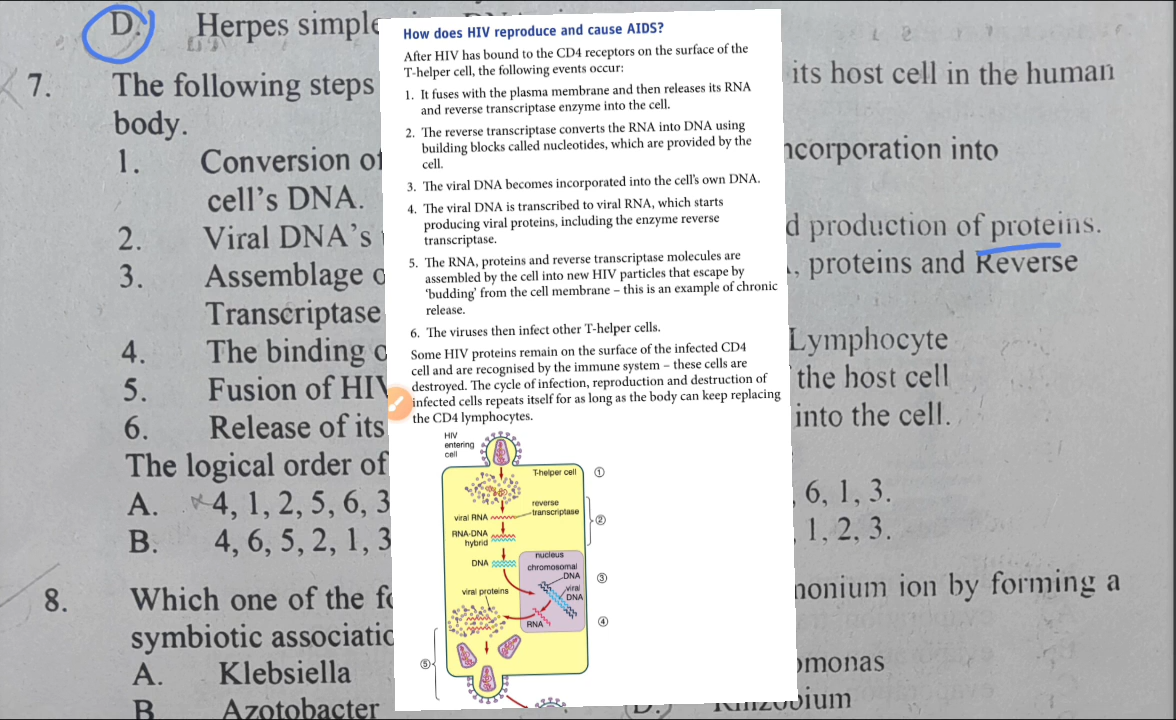 D. Herpes simple
7. The following steps its host cell in the human
body.
1. Conversion of ncorporation into
cell's DNA.
2. Viral DNA's d production of proteins.
3. Assemblage o , proteins and Reverse
Transcriptase
4. The binding o Lymphocyte
5. Fusion of HIV the host cell
6. Release of its into the cell.
The logical order of
A. 4, 1, 2, 5, 6, 3 , 6, 1, 3.
B. 4, 6, 5, 2, 1, 3 , 1, 2, 3.
8. Which one of the fo monium ion by forming a
symbiotic associatio
A. Klebsiella omonas
B Azotobacter D. Rhizobium
How does HIV reproduce and cause AIDS?
After HIV has bound to the CD4 receptors on the surface of the
T-helper cell, the following events occur:
1. It fuses with the plasma membrane and then releases its RNA
and reverse transcriptase enzyme into the cell.
2. The reverse transcriptase converts the RNA into DNA using
building blocks called nucleotides, which are provided by the
cell.
3. The viral DNA becomes incorporated into the cell's own DNA.
4. The viral DNA is transcribed to viral RNA, which starts
producing viral proteins, including the enzyme reverse
transcriptase.
5. The RNA, proteins and reverse transcriptase molecules are
assembled by the cell into new HIV particles that escape by
'budding' from the cell membrane – this is an example of chronic
release.
6. The viruses then infect other T-helper cells.
Some HIV proteins remain on the surface of the infected CD4
cell and are recognised by the immune system – these cells are
destroyed. The cycle of infection, reproduction and destruction of
infected cells repeats itself for as long as the body can keep replacing
the CD4 lymphocytes.
HIV
entering
cell
T-helper cell ①
reverse
transcriptase
viral RNA
②
RNA-DNA
hybrid
DNA
nucleus
chromosomal
DNA
③
viral
DNA
viral proteins
RNA
④
⑤